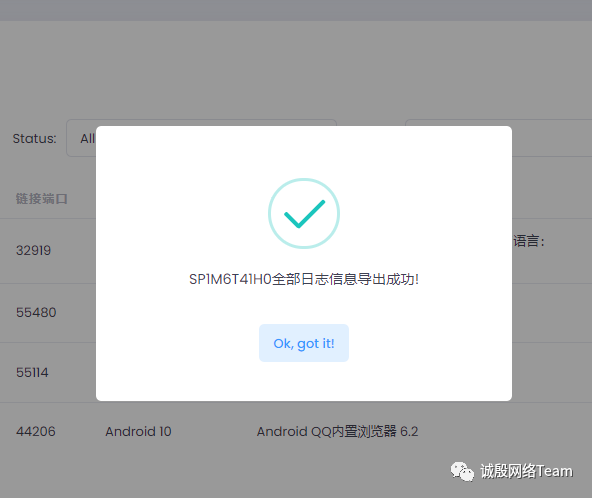 Status:
All
链接端口
语言：
32919
SP1M6T41H0全部日志信息导出成功!
55480
Ok, got it!
55114
44206 Android 10 Android QQ内置浏览器 6.2
诚殷网络Team